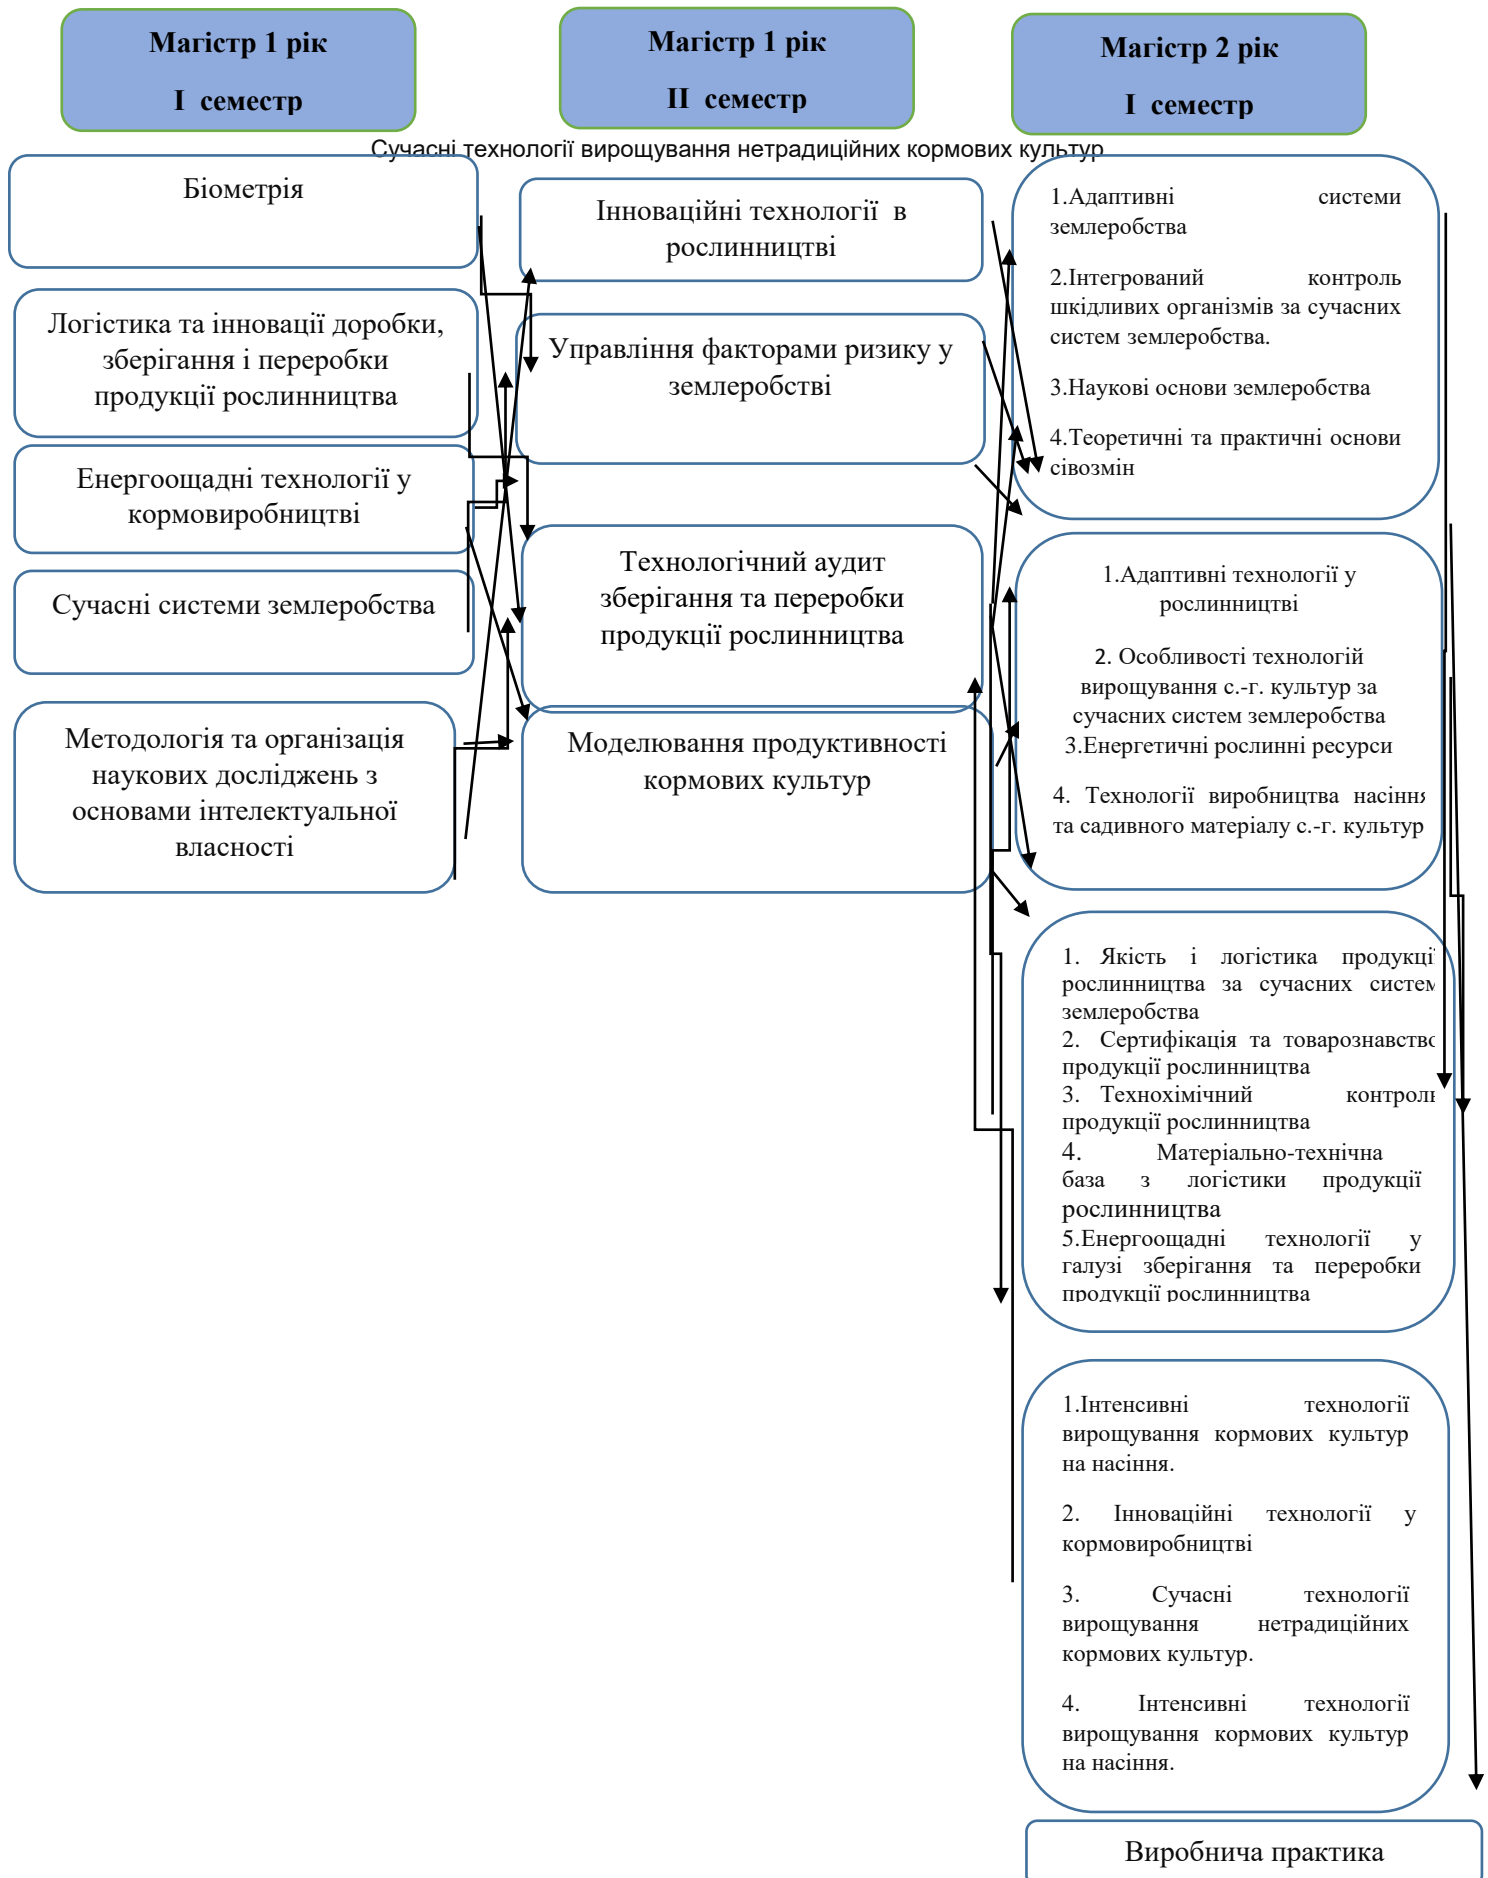 Магістр 1 рік
І семестр
Магістр 1 рік
ІІ семестр
Магістр 2 рік
І семестр
Сучасні технології вирощування нетрадиційних кормових культур
Біометрія
Логістика та інновації доробки,
зберігання і переробки
продукції рослинництва
Енергоощадні технології у
кормовиробництві
Сучасні системи землеробства
Методологія та організація
наукових досліджень з
основами інтелектуальної
власності
Інноваційні технології в
рослинництві
Управління факторами ризику у
землеробстві
Технологічний аудит
зберігання та переробки
продукції рослинництва
Моделювання продуктивності
кормових культур
1.Адаптивні системи
землеробства
2.Інтегрований контроль
шкідливих організмів за сучасних
систем землеробства.
3.Наукові основи землеробства
4.Теоретичні та практичні основи
сівозмін
1.Адаптивні технології у
рослинництві
2. Особливості технологій
вирощування с.-г. культур за
сучасних систем землеробства
3.Енергетичні рослинні ресурси
4. Технології виробництва насіння
та садивного матеріалу с.-г. культур
1. Якість і логістика продукції
рослинництва за сучасних систем
землеробства
2. Сертифікація та товарознавство
продукції рослинництва
3. Технохімічний контроль
продукції рослинництва
4. Матеріально-технічна
база з логістики продукції
рослинництва
5.Енергоощадні технології у
галузі зберігання та переробки
продукції рослинництва
1.Інтенсивні технології
вирощування кормових культур
на насіння.
2. Інноваційні технології у
кормовиробництві
3. Сучасні технології
вирощування нетрадиційних
кормових культур.
4. Інтенсивні технології
вирощування кормових культур
на насіння.
Виробнича практика